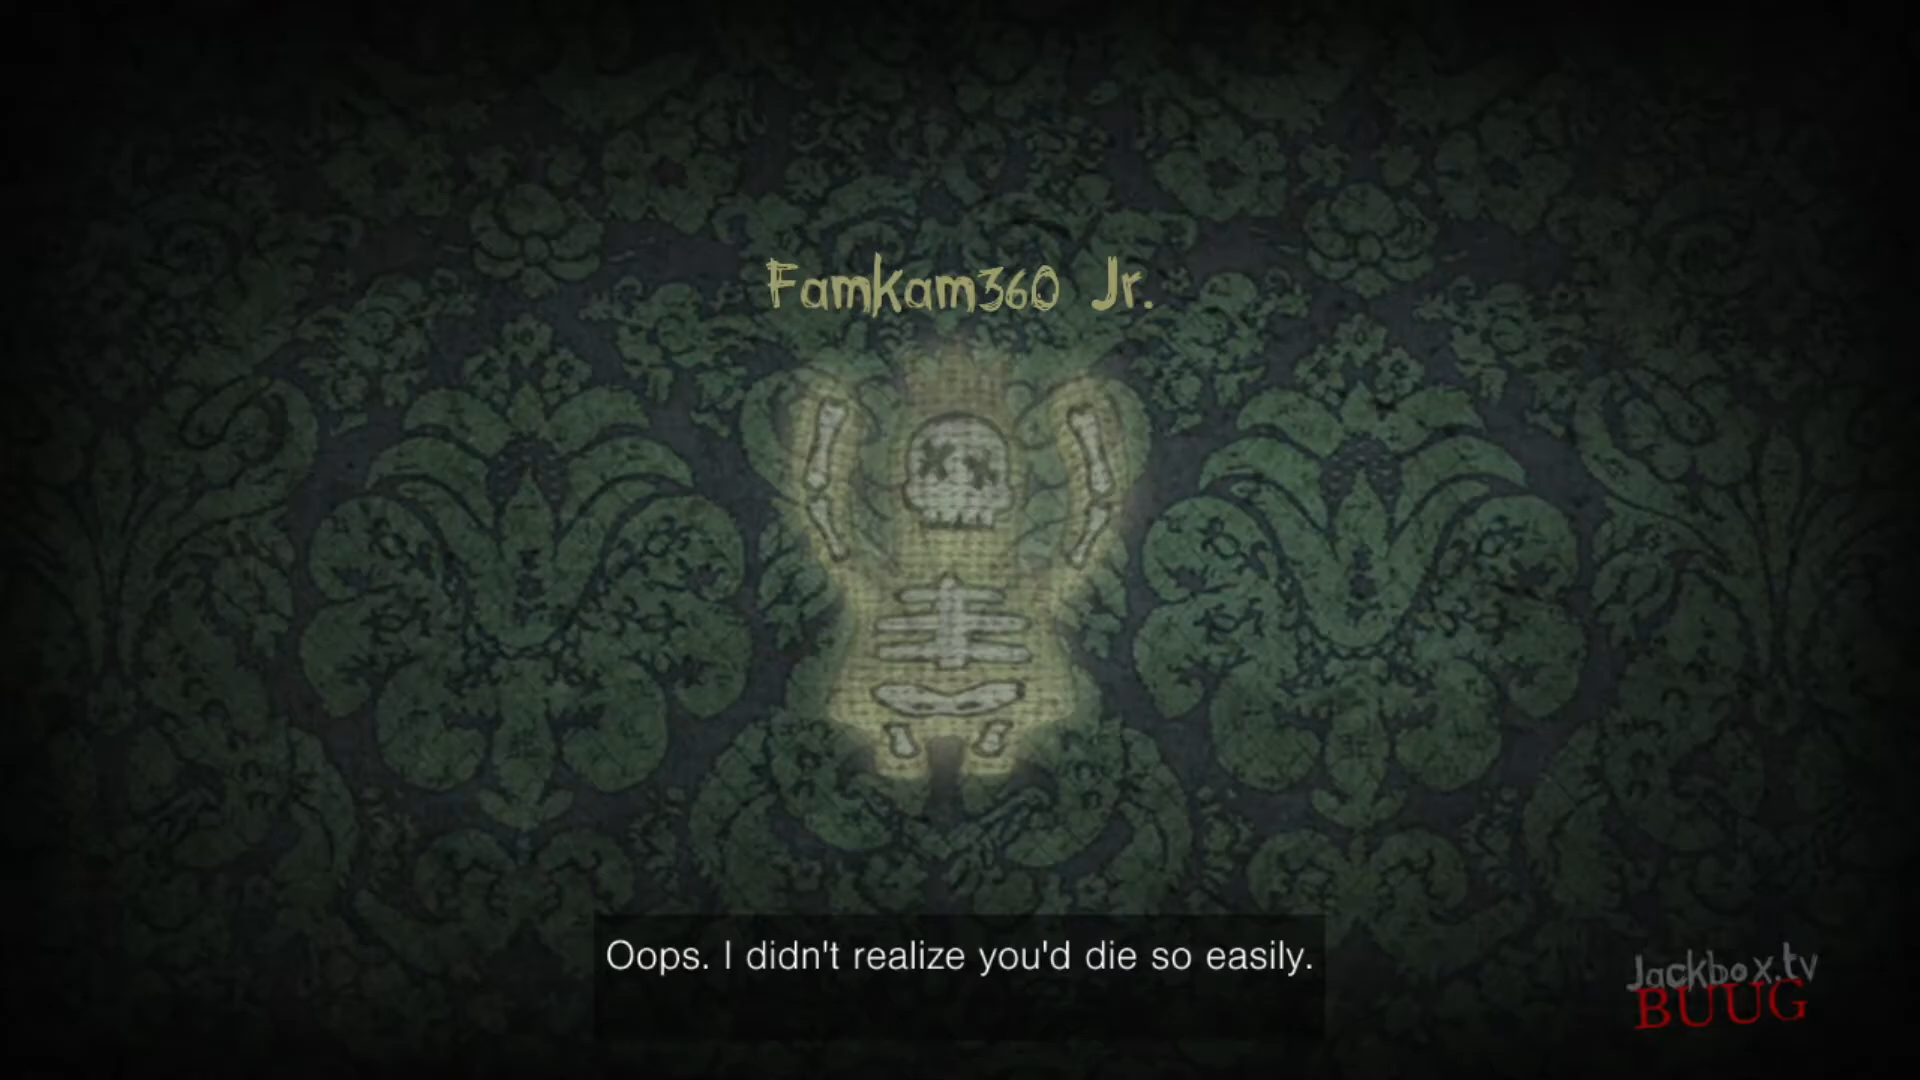 Famkam360 Jr.
Oops. I didn't realize you'd die so easily.
Jackbox.tv
BUUG